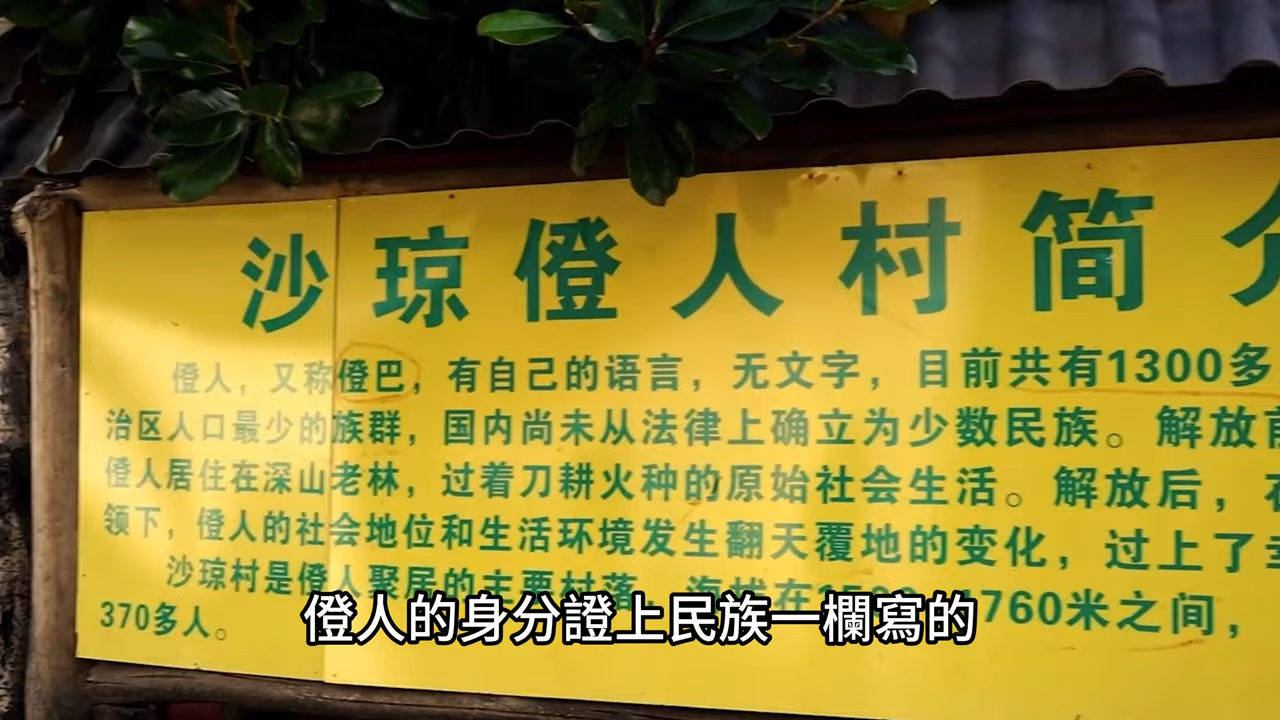 沙琼僜人村简介
僜人，又称僜巴，有自己的语言，无文字，目前共有1300多
治区人口最少的族群，国内尚未从法律上确立为少数民族。解放前
僜人居住在深山老林，过着刀耕火种的原始社会生活。解放后，在
领下，僜人的社会地位和生活环境发生翻天覆地的变化，过上了幸
沙琼村是僜人聚居的主要村落，海拔在1760米之间，
370多人。
僜人的身分證上民族一欄寫的